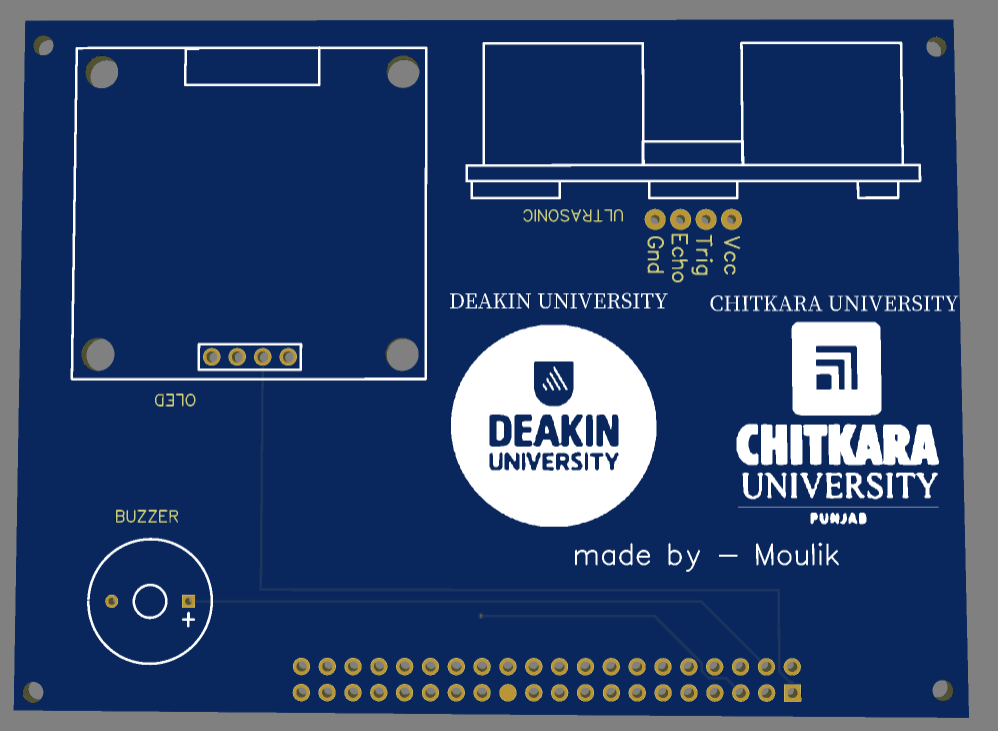 ULTRASONIC
Gnd
Echo
Trig
Vcc
DEAKIN UNIVERSITY
CHITKARA UNIVERSITY
DEAKIN
UNIVERSITY
CHITKARA
UNIVERSITY
PUNJAB
OLED
BUZZER
+
made by — Moulik